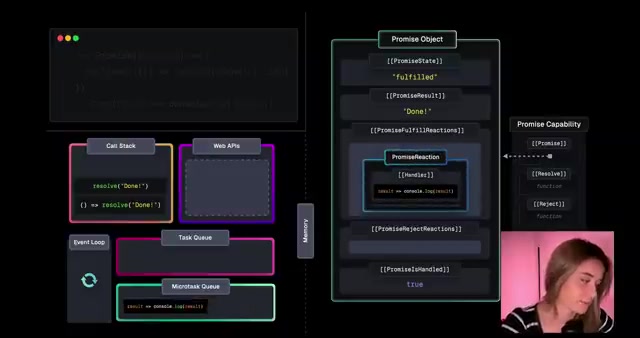 Promise Object
[[PromiseState]]
"fulfilled"
[[PromiseResult]]
"Done!"
[[PromiseFulfillReactions]]
PromiseReaction
[[Handler]]
result => console.log(result)
[[PromiseRejectReactions]]
[[PromiseIsHandled]]
true
Promise Capability
[[Promise]]
[[Resolve]]
function
[[Reject]]
function
Call Stack
resolve("Done!")
() => resolve("Done!")
Web APIs
Memory
Event Loop
Task Queue
Microtask Queue
result => console.log(result)